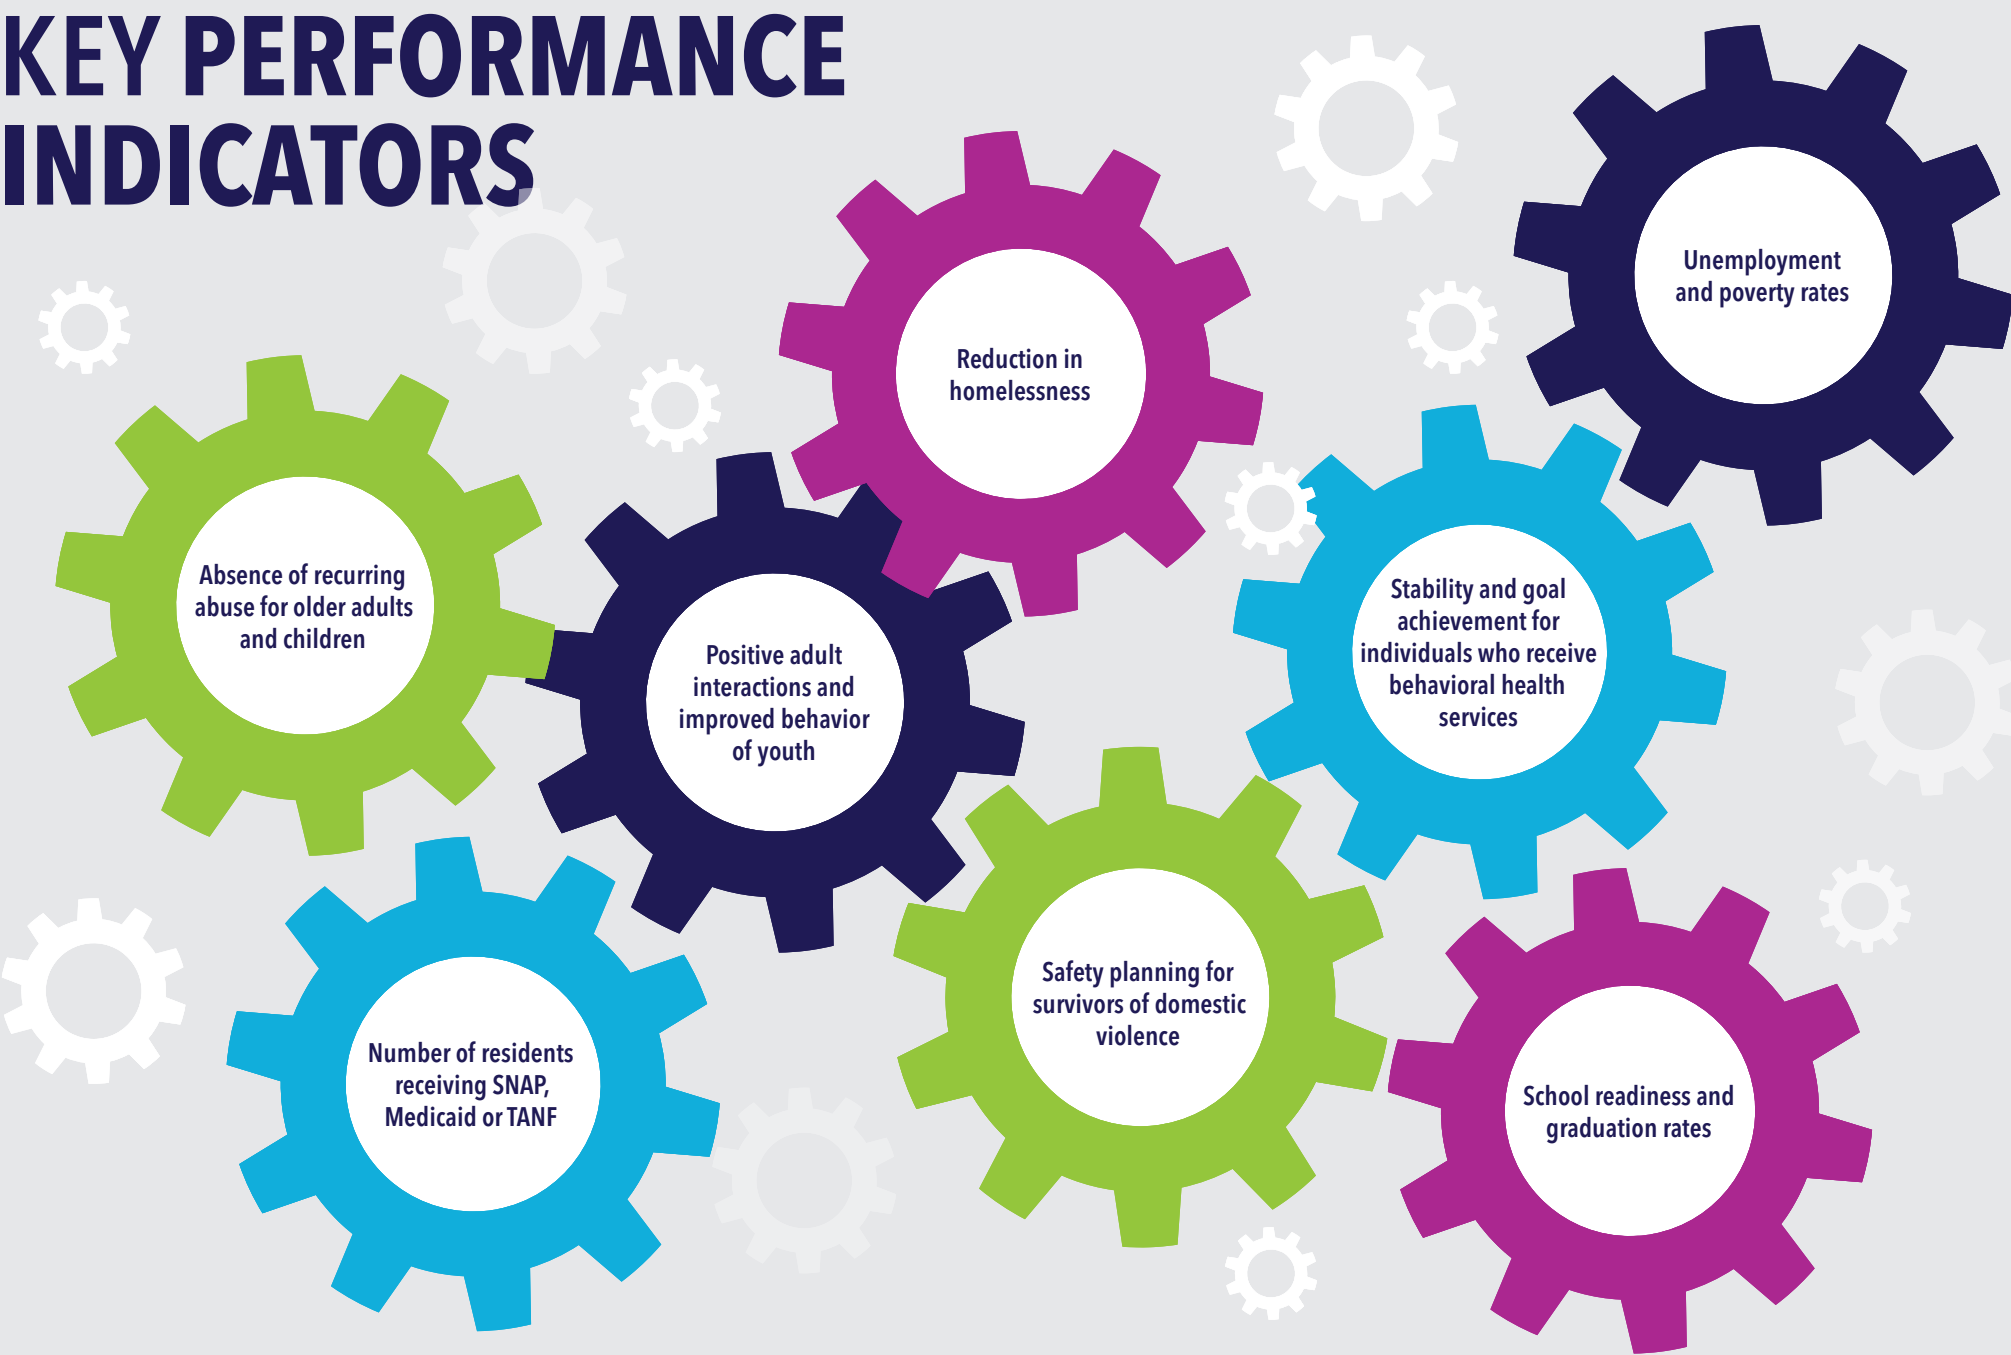 KEY PERFORMANCE
INDICATORS
Unemployment
and poverty rates
Reduction in
homelessness
Absence of recurring
abuse for older adults
and children
Positive adult
interactions and
improved behavior
of youth
Stability and goal
achievement for
individuals who receive
behavioral health
services
Number of residents
receiving SNAP,
Medicaid or TANF
Safety planning for
survivors of domestic
violence
School readiness and
graduation rates